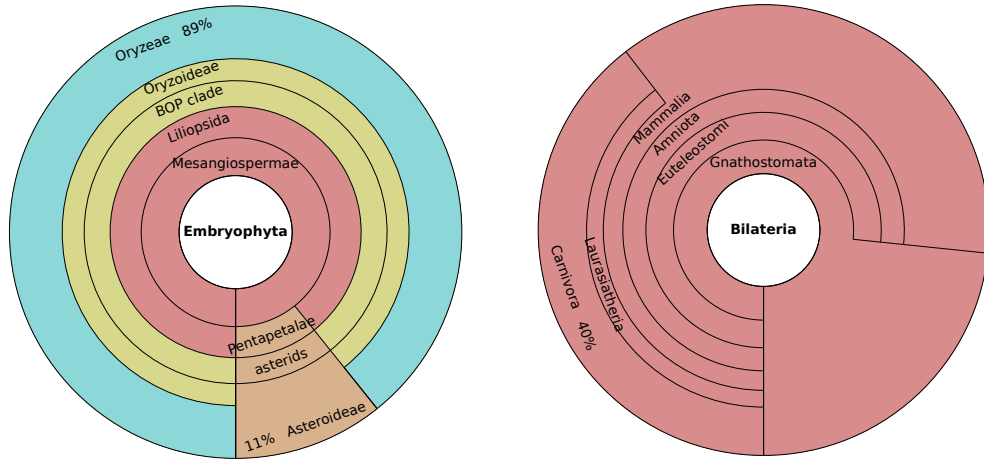 Oryzeae 89%
Oryzoideae
BOP clade
Liliopsida
Mesangiospermae
Embryophyta
Pentapetalae
asterids
11% Asteroideae
Mammalia
Amniota
Euteleostomi
Gnathostomata
Bilateria
Laurasiatheria
Carnivora 40%